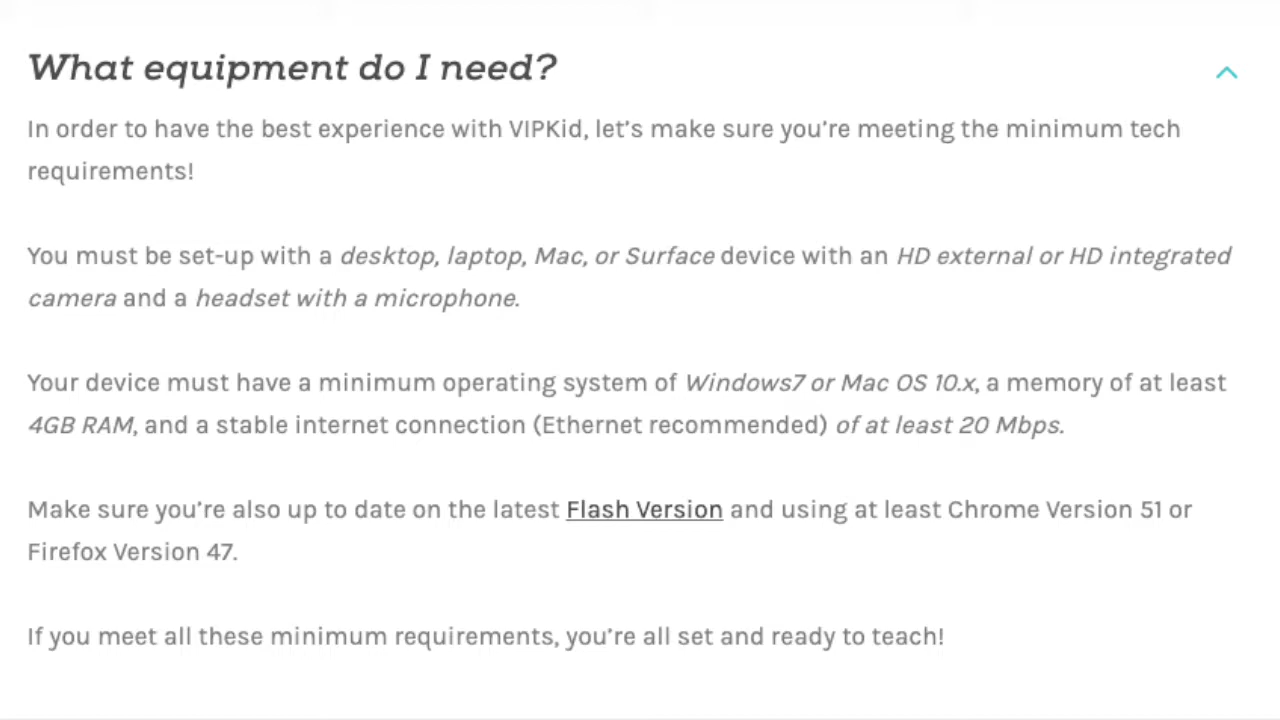 What equipment do I need?
In order to have the best experience with VIPKid, let's make sure you're meeting the minimum tech
requirements!
You must be set-up with a desktop, laptop, Mac, or Surface device with an HD external or HD integrated
camera and a headset with a microphone.
Your device must have a minimum operating system of Windows7 or Mac OS 10.x, a memory of at least
4GB RAM, and a stable internet connection (Ethernet recommended) of at least 20 Mbps.
Make sure you're also up to date on the latest Flash Version and using at least Chrome Version 51 or
Firefox Version 47.
If you meet all these minimum requirements, you're all set and ready to teach!